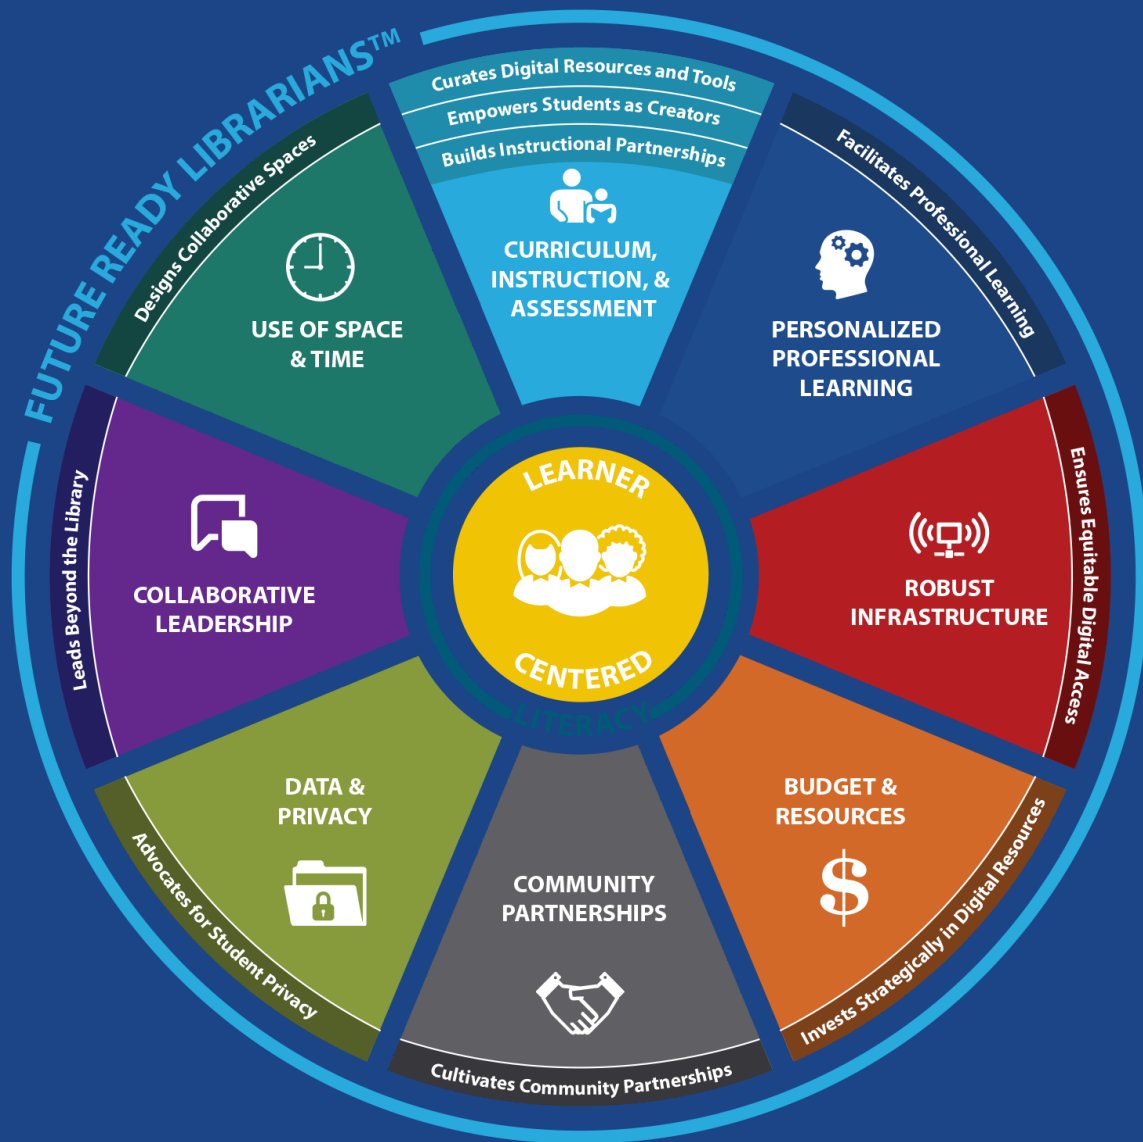 FUTURE READY LIBRARIANS™
Curates Digital Resources and Tools
Empowers Students as Creators
Builds Instructional Partnerships
CURRICULUM,
INSTRUCTION, &
ASSESSMENT
Facilitates Professional Learning
PERSONALIZED
PROFESSIONAL
LEARNING
Ensures Equitable Digital Access
ROBUST
INFRASTRUCTURE
Invests Strategically in Digital Resources
BUDGET &
RESOURCES
$
Cultivates Community Partnerships
COMMUNITY
PARTNERSHIPS
Advocates for Student Privacy
DATA &
PRIVACY
Leads Beyond the Library
COLLABORATIVE
LEADERSHIP
Designs Collaborative Spaces
USE OF SPACE
& TIME
LEARNER
CENTERED
LITERACY